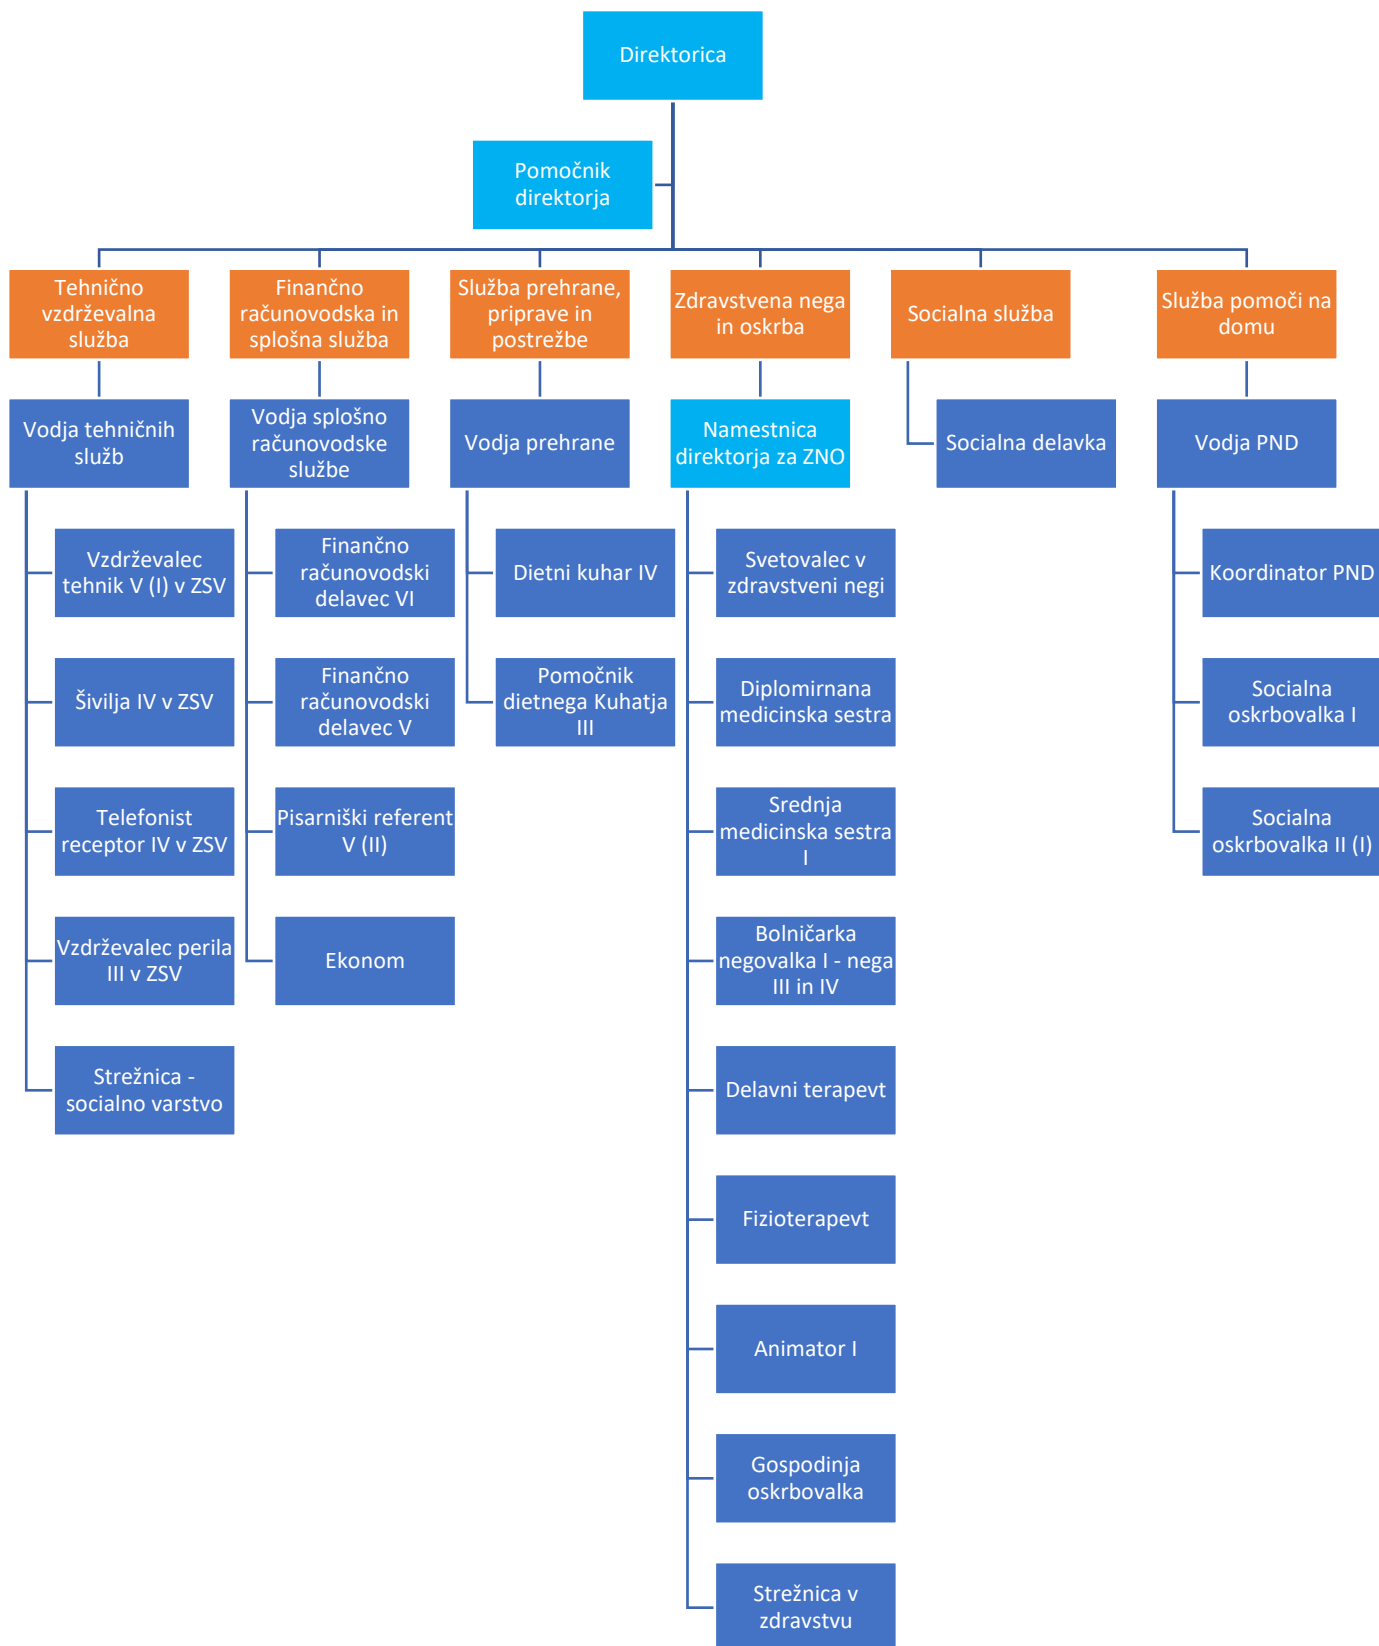 Direktorica
Pomočnik
direktorja
Tehnično
vzdrževalna
služba
Finančno
računovodska in
splošna služba
Služba prehrane,
priprave in
postrežbe
Zdravstvena nega
in oskrba
Socialna služba
Služba pomoči na
domu
Vodja tehničnih
služb
Vodja splošno
računovodske
službe
Vodja prehrane
Namestnica
direktorja za ZNO
Socialna delavka
Vodja PND
Vzdrževalec
tehnik V (I) v ZSV
Šivilja IV v ZSV
Telefonist
receptor IV v ZSV
Vzdrževalec perila
III v ZSV
Strežnica -
socialno varstvo
Finančno
računovodski
delavec VI
Finančno
računovodski
delavec V
Pisarniški referent
V (II)
Ekonom
Dietni kuhar IV
Pomočnik
dietnega Kuhatja
III
Svetovalec v
zdravstveni negi
Diplomirnana
medicinska sestra
Srednja
medicinska sestra
I
Bolničarka
negovalka I - nega
III in IV
Delavni terapevt
Fizioterapevt
Animator I
Gospodinja
oskrbovalka
Strežnica v
zdravstvu
Koordinator PND
Socialna
oskrbovalka I
Socialna
oskrbovalka II (I)